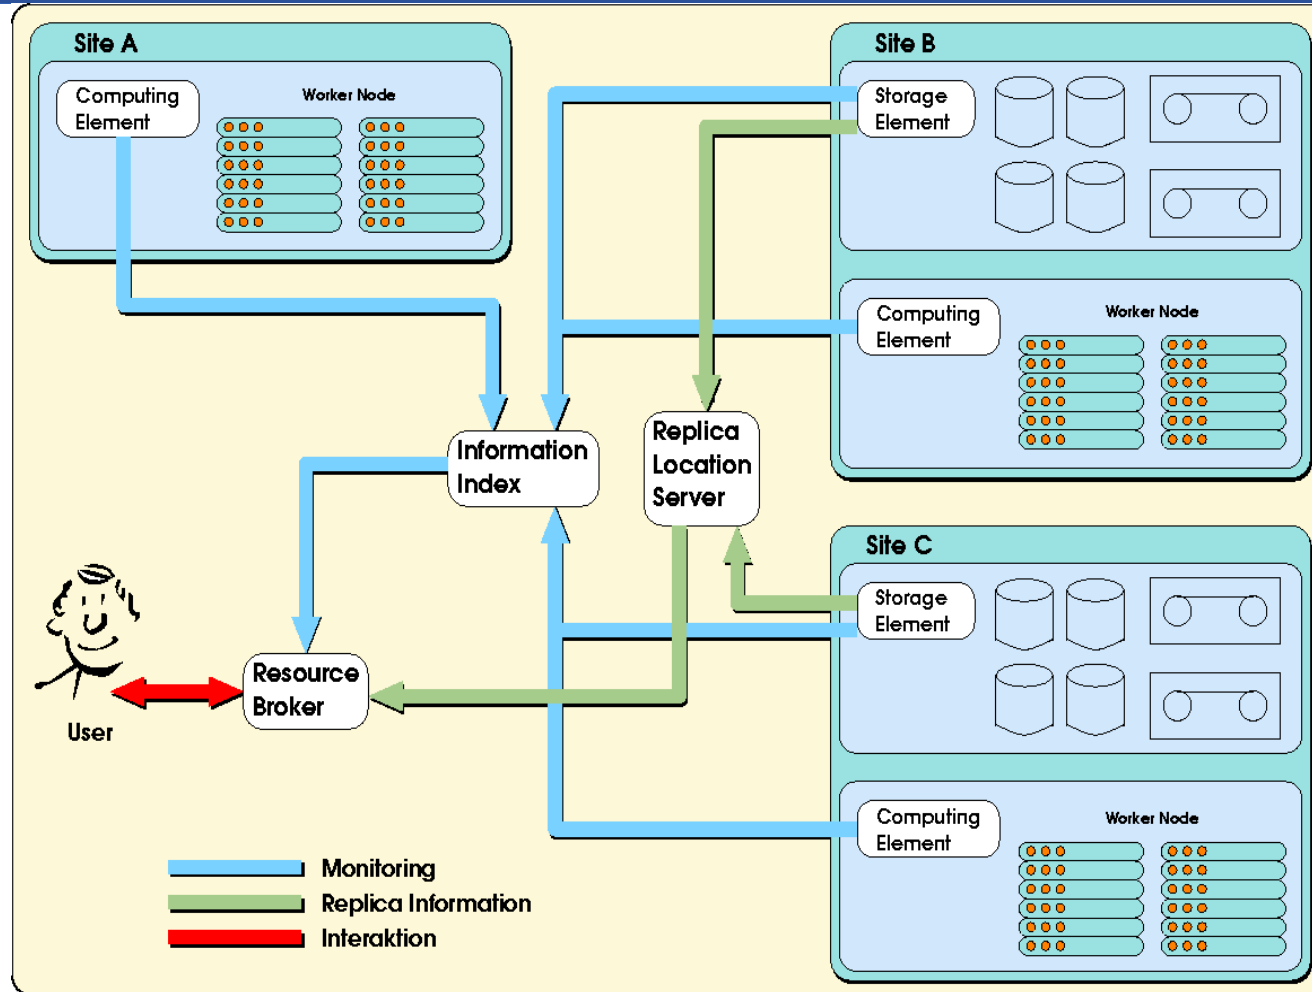 Site A
Computing
Element
Worker Node
Site B
Storage
Element
Computing
Element
Worker Node
Information
Index
Replica
Location
Server
Site C
Storage
Element
Computing
Element
Worker Node
Resource
Broker
User
Monitoring
Replica Information
Interaktion